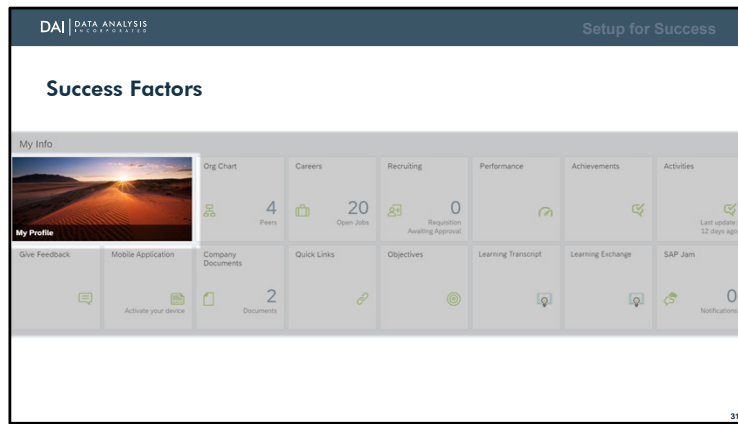 DAI DATA ANALYSIS
INCORPORATED
Setup for Success
Success Factors
My Info
My Profile
Org Chart
4
Peers
Careers
20
Open Jobs
Recruiting
0
Requisition
Awaiting Approval
Performance
Achievements
Activities
Last update:
12 days ago
Give Feedback
Mobile Application
Activate your device
Company
Documents
2
Documents
Quick Links
Objectives
Learning Transcript
Learning Exchange
SAP Jam
0
Notifications
31